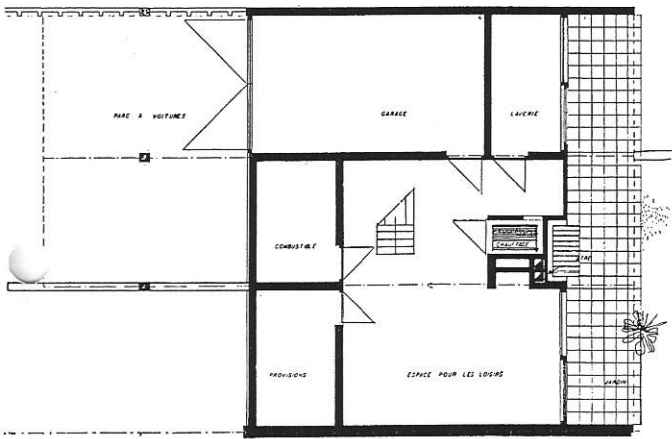 PARC A VOITURES
GARAGE
LAVERIE
COMBUSTIBLE
CHAUFFAGE
PROVISIONS
ESPACE POUR LES LOISIRS
JARDIN